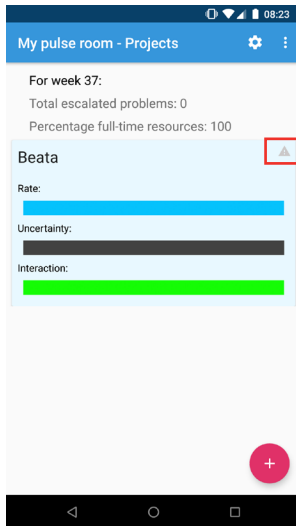 08:23
My pulse room - Projects
For week 37:
Total escalated problems: 0
Percentage full-time resources: 100
Beata
Rate:
Uncertainty:
Interaction:
+